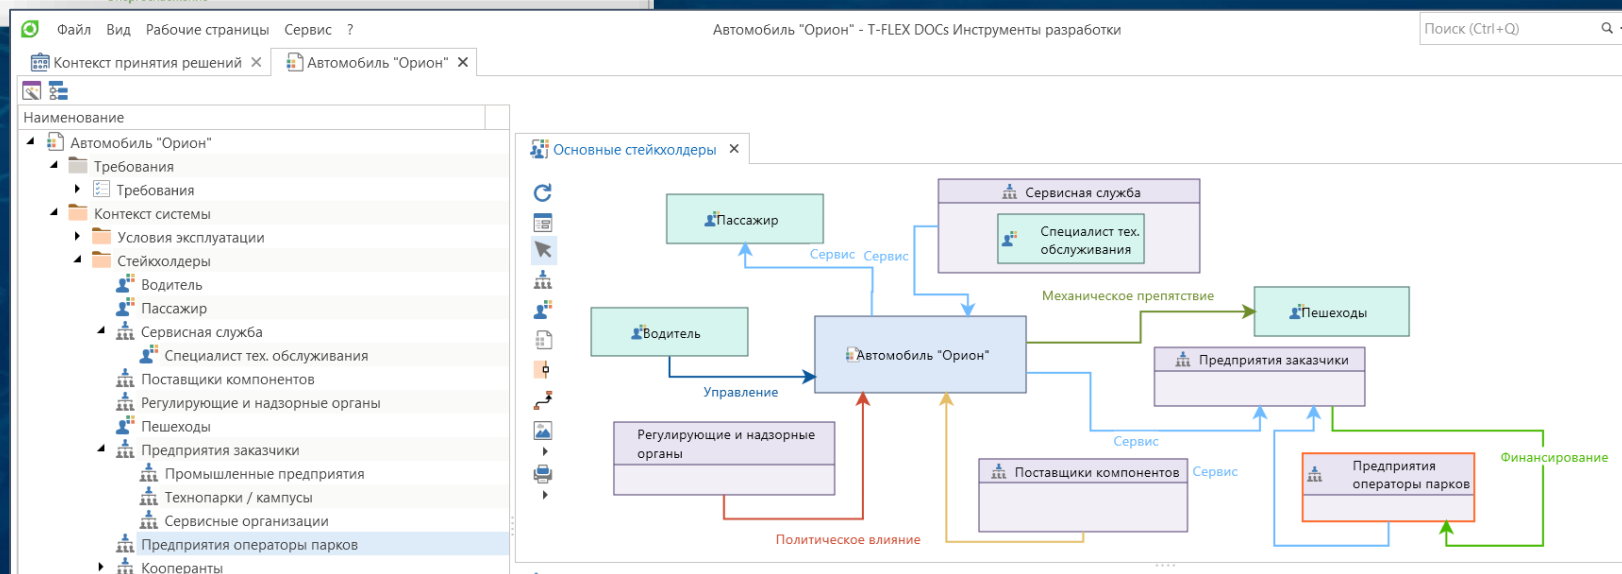 Файл Вид Рабочие страницы Сервис ?
Автомобиль "Орион" - T-FLEX DOCs Инструменты разработки
Поиск (Ctrl+Q)
Контекст принятия решений
Автомобиль "Орион"
Наименование
Автомобиль "Орион"
Требования
Требования
Контекст системы
Условия эксплуатации
Стейкхолдеры
Водитель
Пассажир
Сервисная служба
Специалист тех. обслуживания
Поставщики компонентов
Регулирующие и надзорные органы
Пешеходы
Предприятия заказчики
Промышленные предприятия
Технопарки / кампусы
Сервисные организации
Предприятия операторы парков
Кооперанты
Основные стейкхолдеры
Пассажир
Сервисная служба
Специалист тех.
обслуживания
Сервис
Сервис
Механическое препятствие
Пешеходы
Водитель
Автомобиль "Орион"
Предприятия заказчики
Управление
Регулирующие и надзорные
органы
Сервис
Поставщики компонентов
Сервис
Предприятия
операторы парков
Финансирование
Политическое влияние